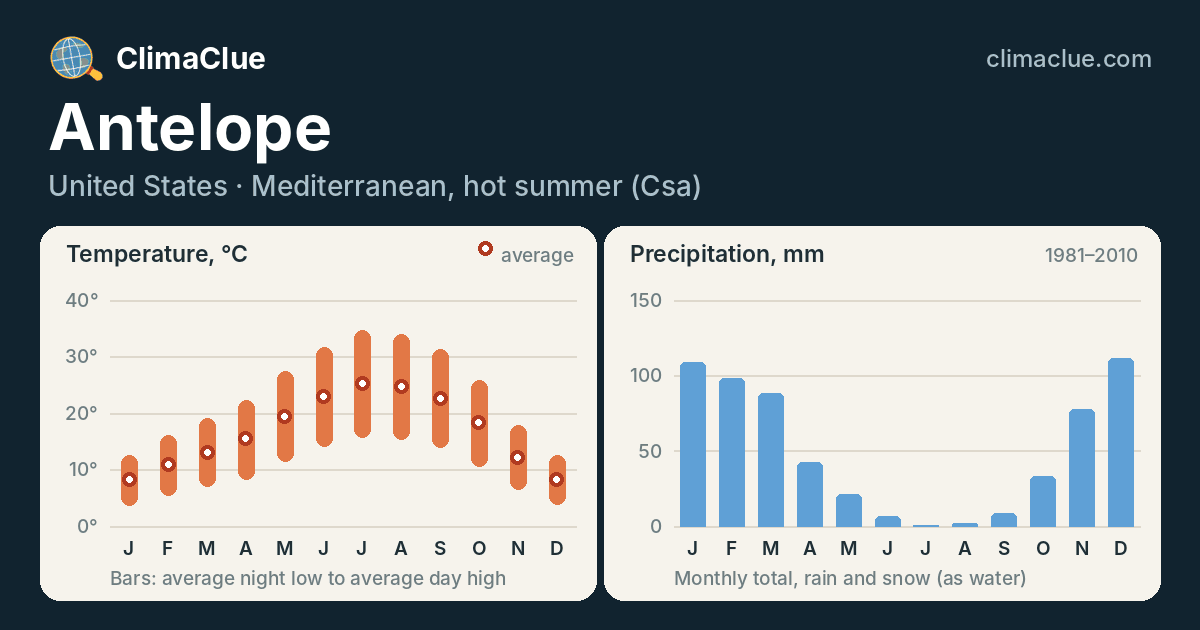 ClimaClue
climaclue.com
Antelope
United States · Mediterranean, hot summer (Csa)
Temperature, °C
average
40°
30°
20°
10°
0°
J F M A M J J A S O N D
Bars: average night low to average day high
Precipitation, mm
1981–2010
150
100
50
0
J F M A M J J A S O N D
Monthly total, rain and snow (as water)